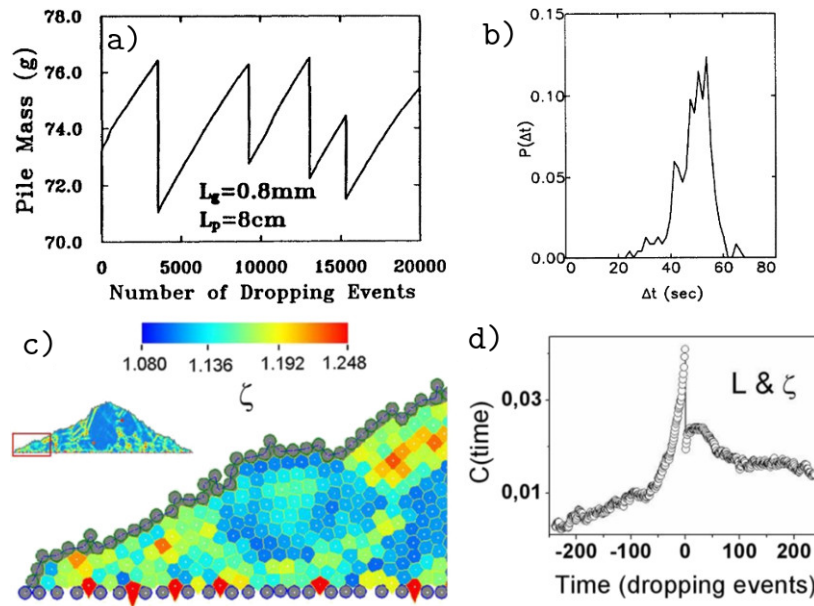 a)
78.0
76.0
74.0
72.0
70.0
Pile Mass (g)
Lg=0.8mm
Lp=8cm
0 5000 10000 15000 20000
Number of Dropping Events
b)
0.15
0.10
0.05
0.00
P(Δt)
0 20 40 60 80
Δt (sec)
c)
1.080 1.136 1.192 1.248
ζ
d)
L & ζ
0,03
0,01
C(time)
-200 -100 0 100 200
Time (dropping events)